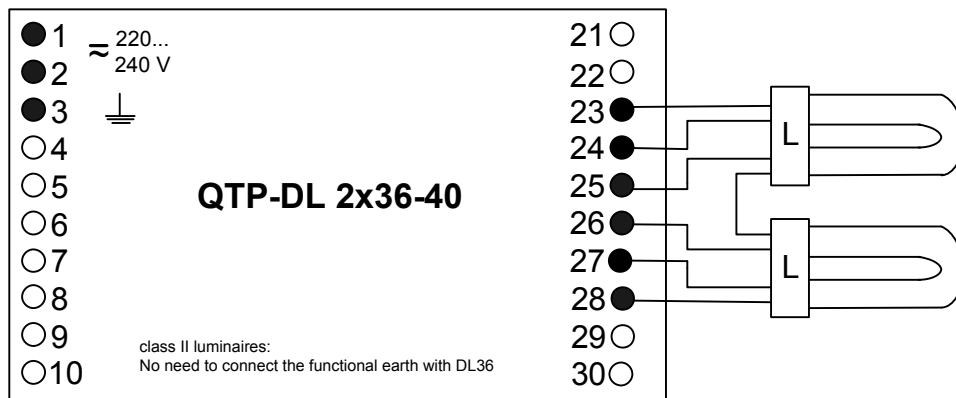 1 ≂ 220...
240 V
2
3
4
5
6
7
8
9
10
QTP-DL 2x36-40
class II luminaires:
No need to connect the functional earth with DL36
21
22
23
24
25
26
27
28
29
30
L
L